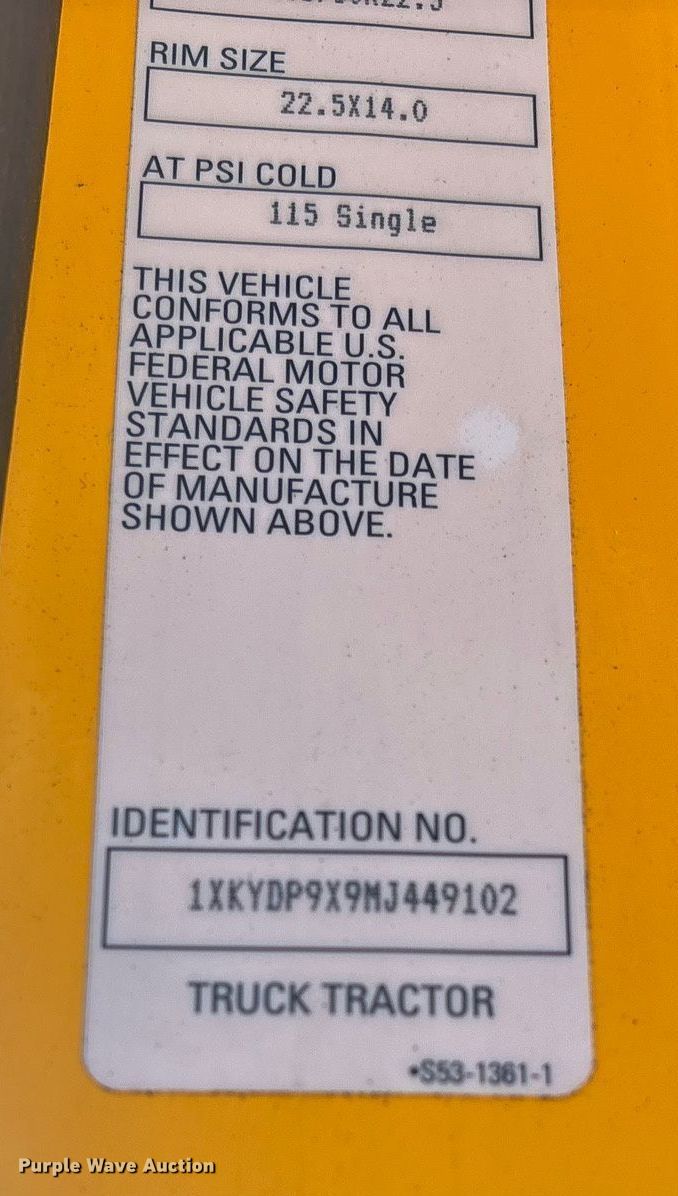 RIM SIZE
22.5X14.0
AT PSI COLD
115 Single
THIS VEHICLE
CONFORMS TO ALL
APPLICABLE U.S.
FEDERAL MOTOR
VEHICLE SAFETY
STANDARDS IN
EFFECT ON THE DATE
OF MANUFACTURE
SHOWN ABOVE.
IDENTIFICATION NO.
1XKYDP9X9MJ449102
TRUCK TRACTOR
•S53-1361-1
Purple Wave Auction